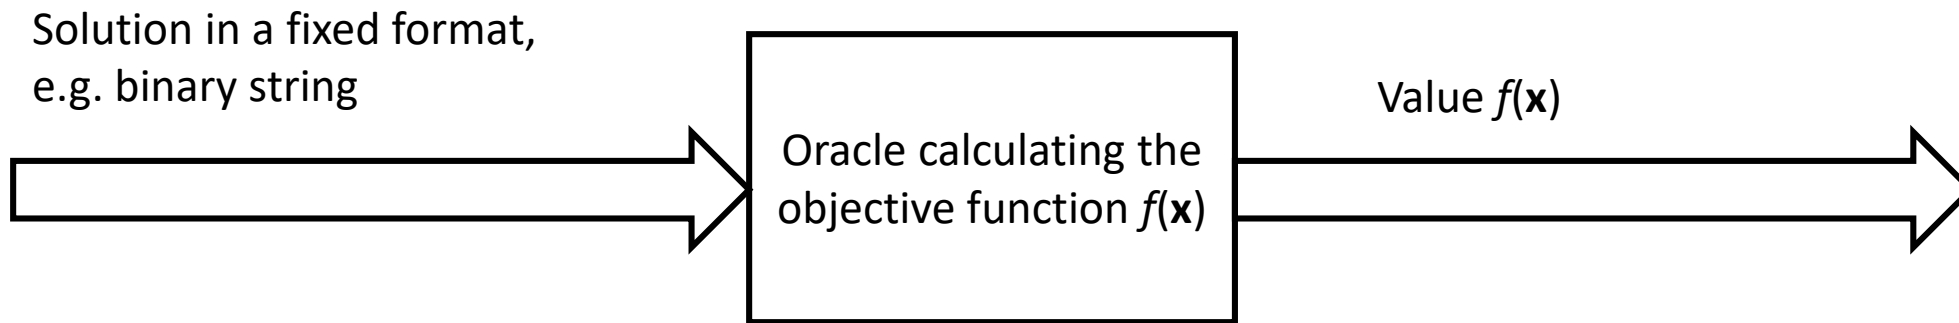 Solution in a fixed format,
e.g. binary string
Oracle calculating the
objective function f(x)
Value f(x)